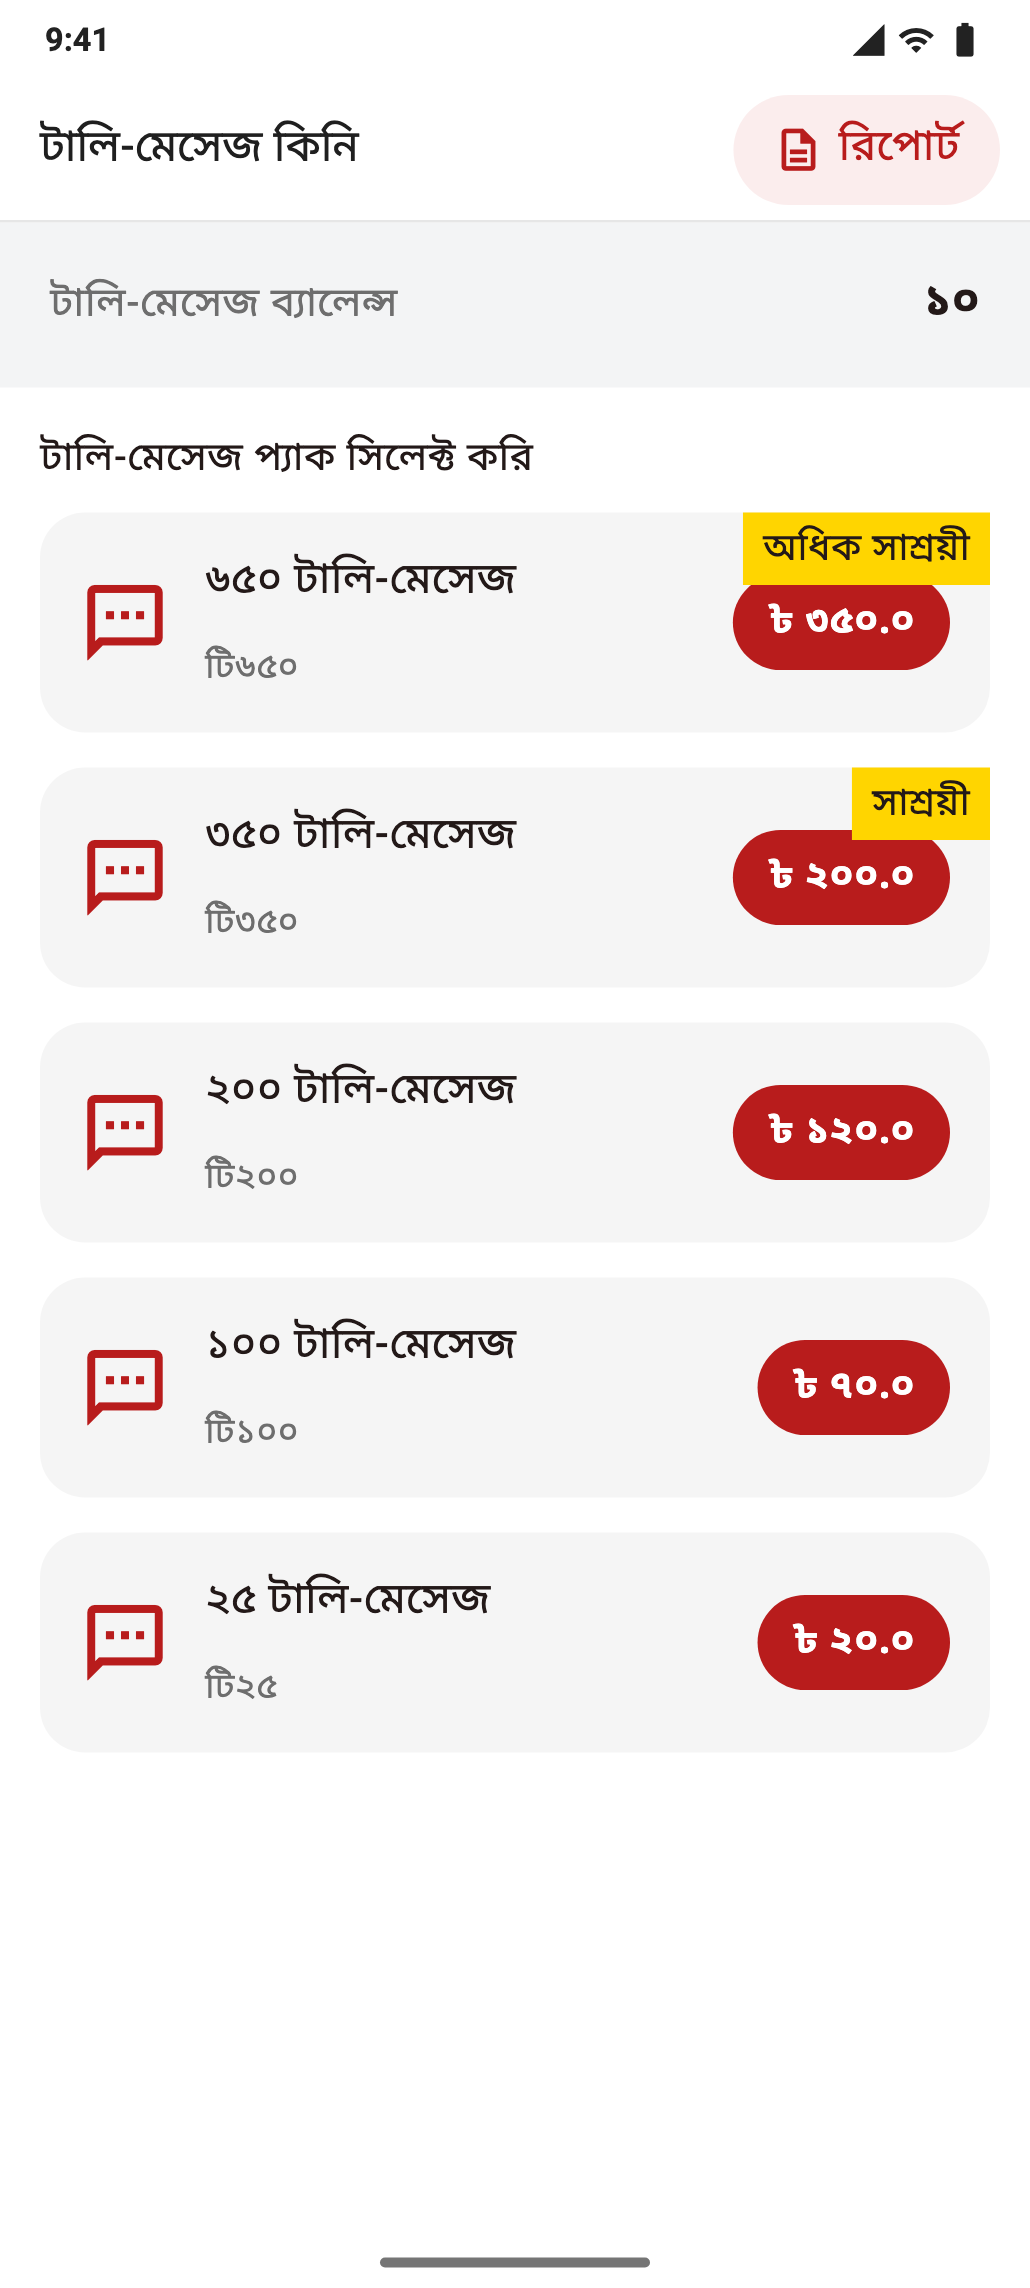 9:41
টালি-মেসেজ কিনি
রিপোর্ট
টালি-মেসেজ ব্যালেন্স
১০
টালি-মেসেজ প্যাক সিলেক্ট করি
অধিক সাশ্রয়ী
৬৫০ টালি-মেসেজ
৳ ৩৫০.০
টি৬৫০
সাশ্রয়ী
৩৫০ টালি-মেসেজ
৳ ২০০.০
টি৩৫০
২০০ টালি-মেসেজ
৳ ১২০.০
টি২০০
১০০ টালি-মেসেজ
৳ ৭০.০
টি১০০
২৫ টালি-মেসেজ
৳ ২০.০
টি২৫